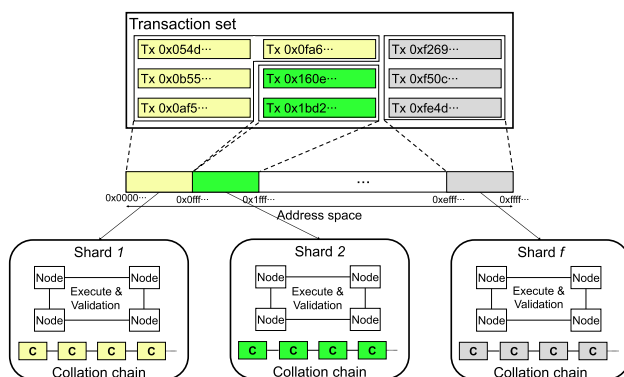 Transaction set
Tx 0x054d··· Tx 0x0fa6··· Tx 0xf269···
Tx 0x0b55··· Tx 0x160e··· Tx 0xf50c···
Tx 0x0af5··· Tx 0x1bd2··· Tx 0xfe4d···
...
0x0000··· 0x0fff··· 0x1fff··· 0xefff··· 0xffff···
Address space
Shard 1 Shard 2 Shard f
Node Node Node Node Node Node
Execute & Execute & Execute &
Validation Validation Validation
Node Node Node Node Node Node
C C C C C C C C C C C C
Collation chain Collation chain Collation chain